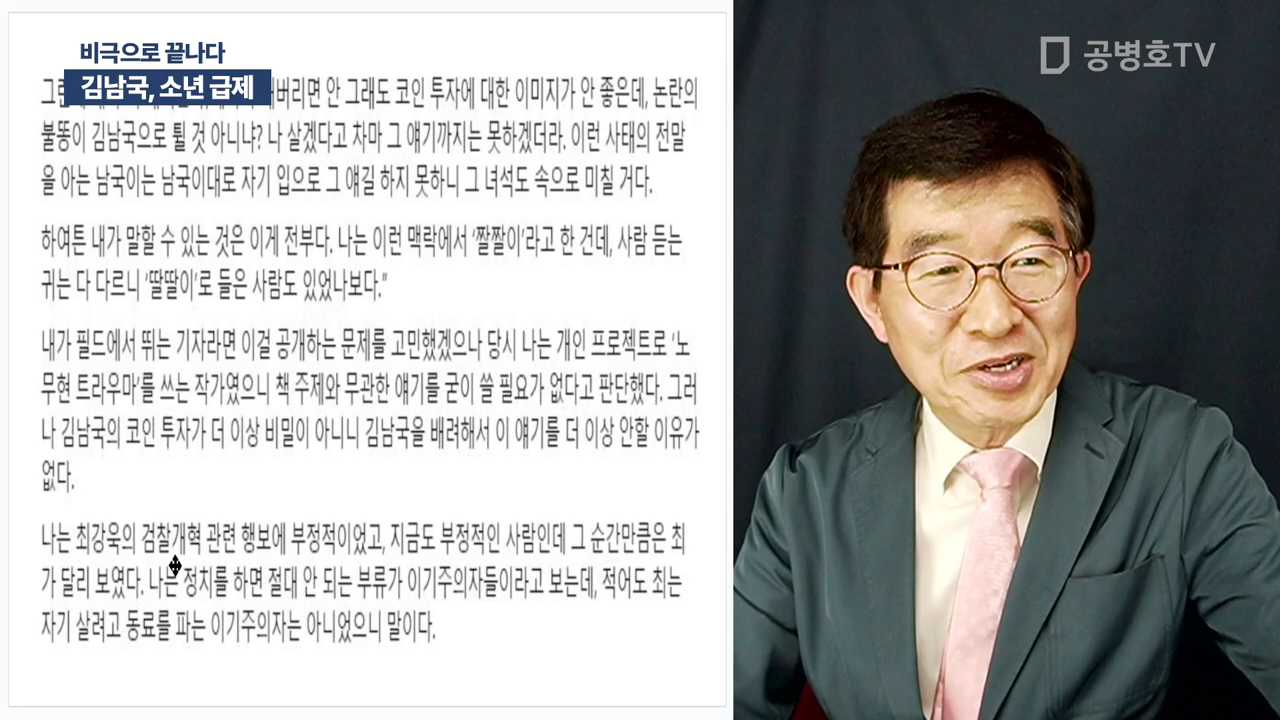 비극으로 끝나다
김남국, 소년 급제
공병호TV
버리면 안 그래도 코인 투자에 대한 이미지가 안 좋은데, 논란의
불똥이 김남국으로 튈 것 아니냐? 나 살겠다고 차마 그 얘기까지는 못하겠더라. 이런 사태의 전말
을 아는 남국이는 남국이대로 자기 입으로 그 얘길 하지 못하니 그 녀석도 속으로 미칠 거다.
하여튼 내가 말할 수 있는 것은 이게 전부다. 나는 이런 맥락에서 ‘짤짤이’라고 한 건데, 사람 듣는
귀는 다 다르니 ‘딸딸이’로 들은 사람도 있었나보다.”
내가 필드에서 뛰는 기자라면 이걸 공개하는 문제를 고민했겠으나 당시 나는 개인 프로젝트로 '노
무현 트라우마'를 쓰는 작가였으니 책 주제와 무관한 얘기를 굳이 쓸 필요가 없다고 판단했다. 그러
나 김남국의 코인 투자가 더 이상 비밀이 아니니 김남국을 배려해서 이 얘기를 더 이상 안할 이유가
없다.
나는 최강욱의 검찰개혁 관련 행보에 부정적이었고, 지금도 부정적인 사람인데 그 순간만큼은 최
가 달리 보였다. 나는 정치를 하면 절대 안 되는 부류가 이기주의자들이라고 보는데, 적어도 최는
자기 살려고 동료를 파는 이기주의자는 아니었으니 말이다.